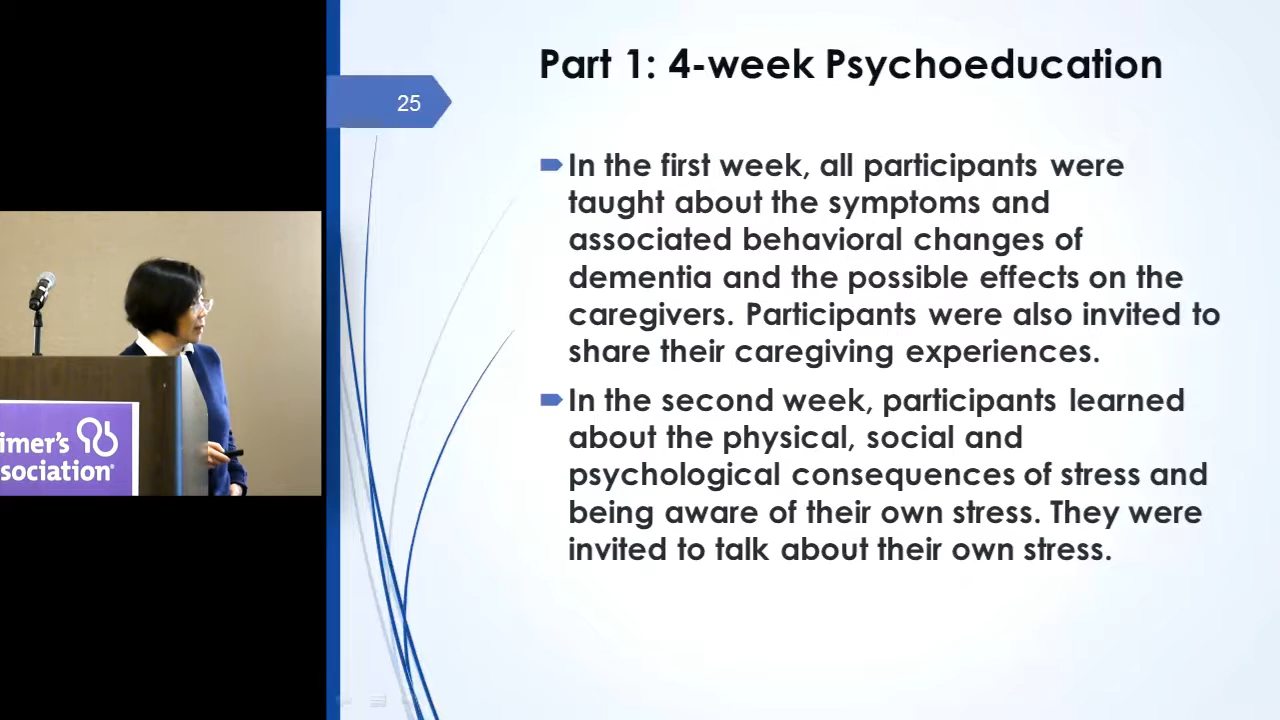 Part 1: 4-week Psychoeducation
25
In the first week, all participants were
taught about the symptoms and
associated behavioral changes of
dementia and the possible effects on the
caregivers. Participants were also invited to
share their caregiving experiences.
In the second week, participants learned
about the physical, social and
psychological consequences of stress and
being aware of their own stress. They were
invited to talk about their own stress.
imer's
sociation®